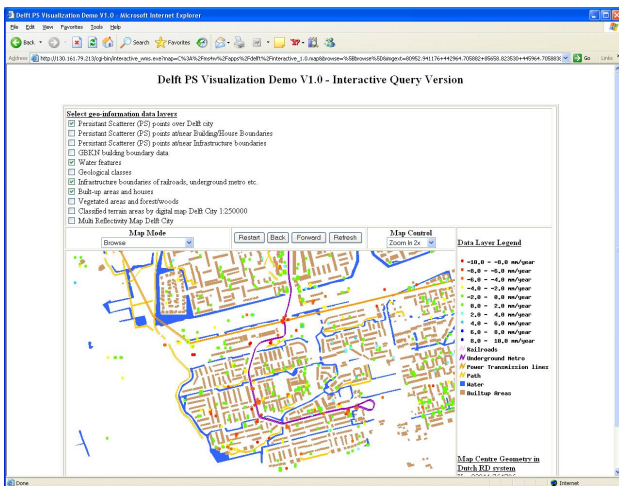 Delft PS Visualization Demo V1.0 - Microsoft Internet Explorer
File Edit View Favorites Tools Help
Back Search Favorites
Address Go Links
Delft PS Visualization Demo V1.0 - Interactive Query Version
Select geo-information data layers
Persistant Scatterer (PS) points over Delft city
Persistant Scatterer (PS) points at/near Building/House Boundaries
Persistant Scatterer (PS) points at/near Infrastructure boundaries
GBKN building boundary data
Water features
Geological classes
Infrastructure boundaries of railroads, underground metro etc.
Built-up areas and houses
Vegetated areas and forest/woods
Classified terrain areas by digital map Delft City 1:250000
Multi Reflectivity Map Delft City
Map Mode
Browse
Restart Back Forward Refresh
Map Control
Zoom In 2x
Data Layer Legend
-10,0 - -8,0 mm/year
-8,0 - -6,0 mm/year
-6,0 - -4,0 mm/year
-4,0 - -2,0 mm/year
-2,0 - 0,0 mm/year
0,0 - 2,0 mm/year
2,0 - 4,0 mm/year
4,0 - 6,0 mm/year
6,0 - 8,0 mm/year
8,0 - 10,0 mm/year
Railroads
Underground Metro
Power Transmission lines
Path
Water
Builtup Areas
Map Centre Geometry in
Dutch RD system
Done Internet